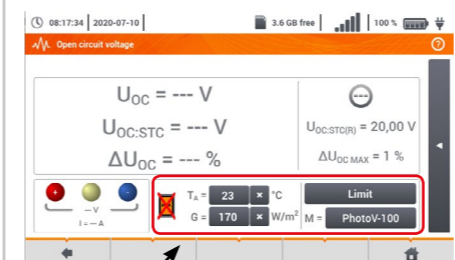 08:17:34 2020-07-10 3.6 GB free 100 %
Open circuit voltage ?
UOC = --- V
UOC:STC = --- V
UOC:STC(R) = 20,00 V
ΔUOC = --- %
ΔUOC MAX = 1 %
+ -
TA = 23 × °C Limit
-- V
G = 170 × W/m² M = PhotoV-100
I = -- A